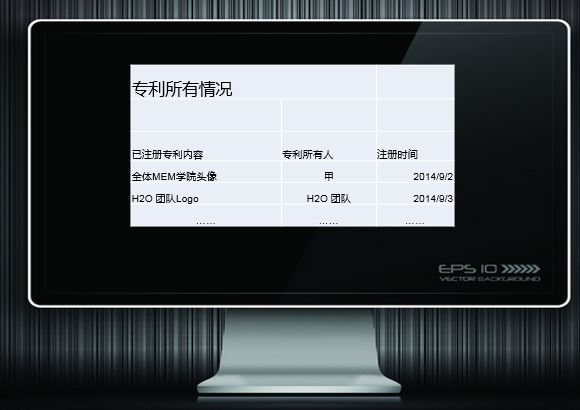 专利所有情况
已注册专利内容 专利所有人 注册时间
全体MEM学院头像 甲 2014/9/2
H2O 团队Logo H2O 团队 2014/9/3
…… …… ……
EPS 10
VECTOR BACKGROUND